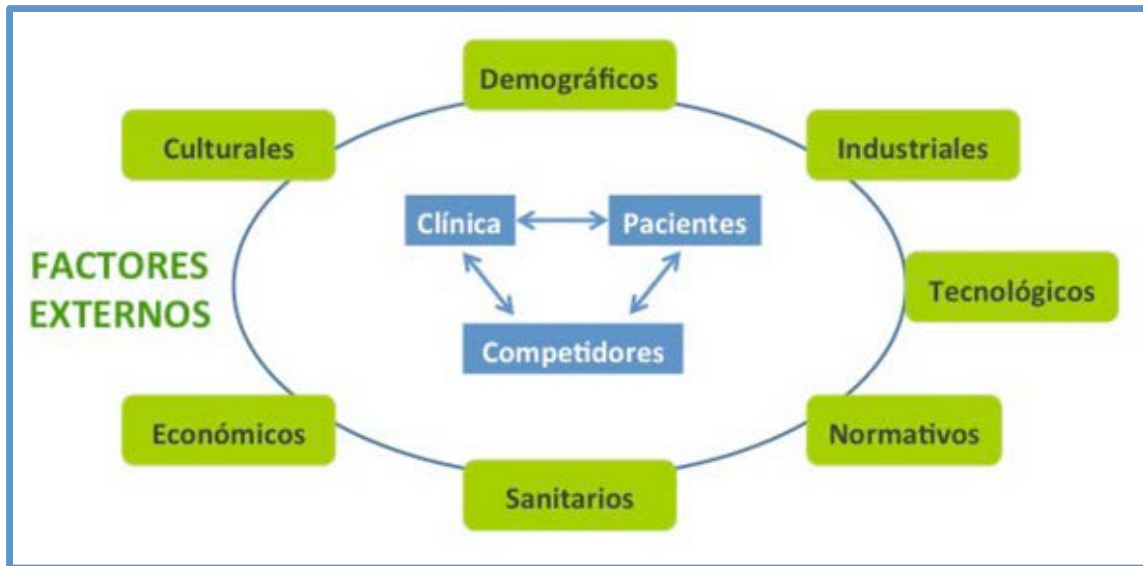 Demográficos
Culturales
Industriales
Clínica
Pacientes
FACTORES
EXTERNOS
Tecnológicos
Competidores
Económicos
Normativos
Sanitarios